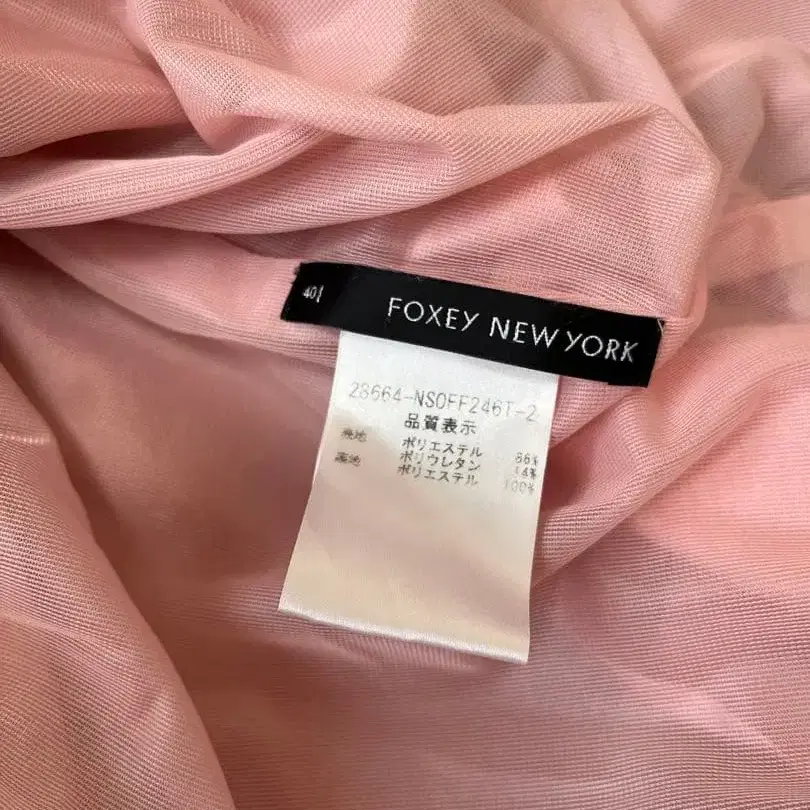 40
FOXEY NEW YORK
28664-NSOFF246T-2
品質表示
表地 ポリエステル 86%
ポリウレタン 14%
裏地 ポリエステル 100%